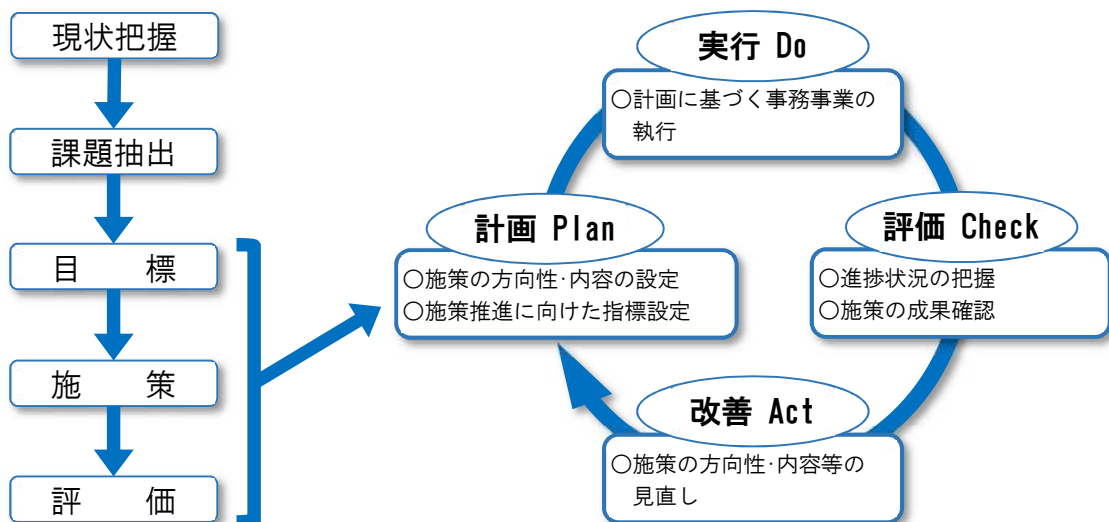 現状把握
課題抽出
目　標
施　策
評　価
計画 Plan
○施策の方向性・内容の設定
○施策推進に向けた指標設定
実行 Do
○計画に基づく事務事業の
執行
評価 Check
○進捗状況の把握
○施策の成果確認
改善 Act
○施策の方向性・内容等の
見直し